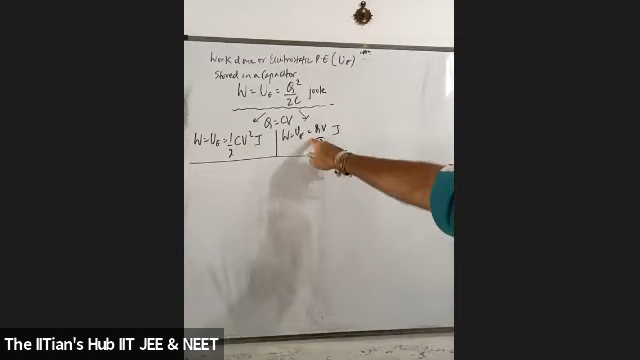 Work done or Electrostatic P.E (U_E)
Stored in a Capacitor.
W = U_E = Q²/2C joule
Q = CV
W = U_E = 1/2 CV² J
W = U_E = QV/2 J
The IITian's Hub IIT JEE & NEET